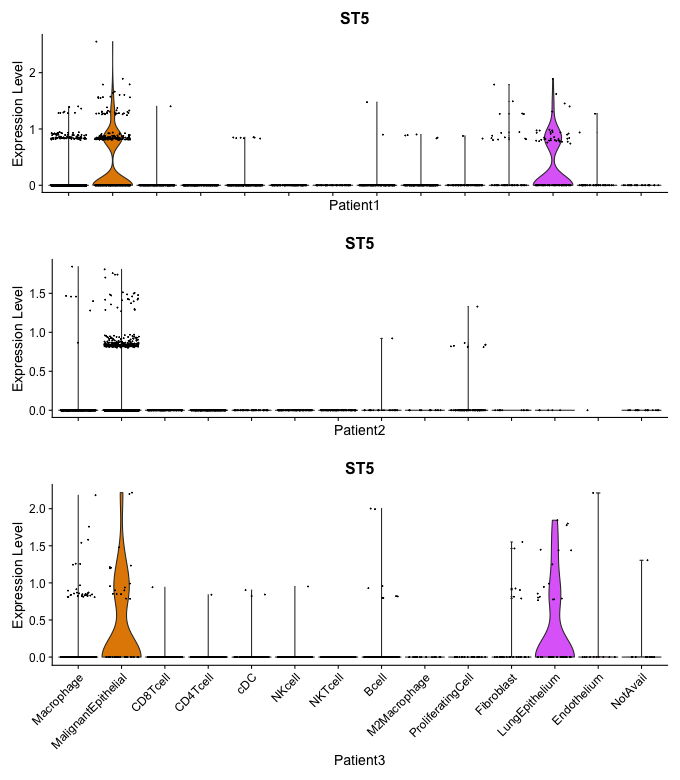 ST5
Expression Level
2
1
0
Patient1
ST5
Expression Level
1.5
1.0
0.5
0.0
Patient2
ST5
Expression Level
2.0
1.5
1.0
0.5
0.0
Macrophage
MalignantEpithelial
CD8Tcell
CD4Tcell
cDC
NKcell
NKTcell
Bcell
M2Macrophage
ProliferatingCell
Fibroblast
LungEpithelium
Endothelium
NotAvail
Patient3